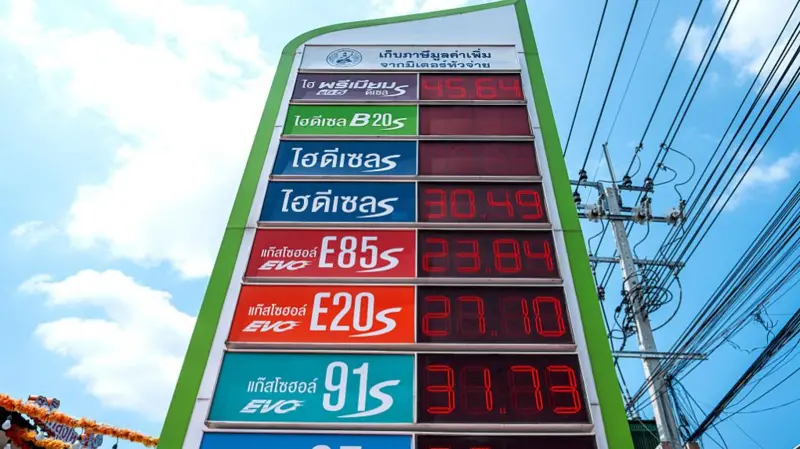 เก็บภาษีมูลค่าเพิ่ม
จากมิเตอร์หัวจ่าย
ไฮ พรีเมียม ดีเซล S 45.64
ไฮดีเซล B20S
ไฮดีเซล S
ไฮดีเซล S 30.49
แก๊สโซฮอล์ EVO E85S 23.84
แก๊สโซฮอล์ EVO E20S 27.10
แก๊สโซฮอล์ EVO 91S 31.73